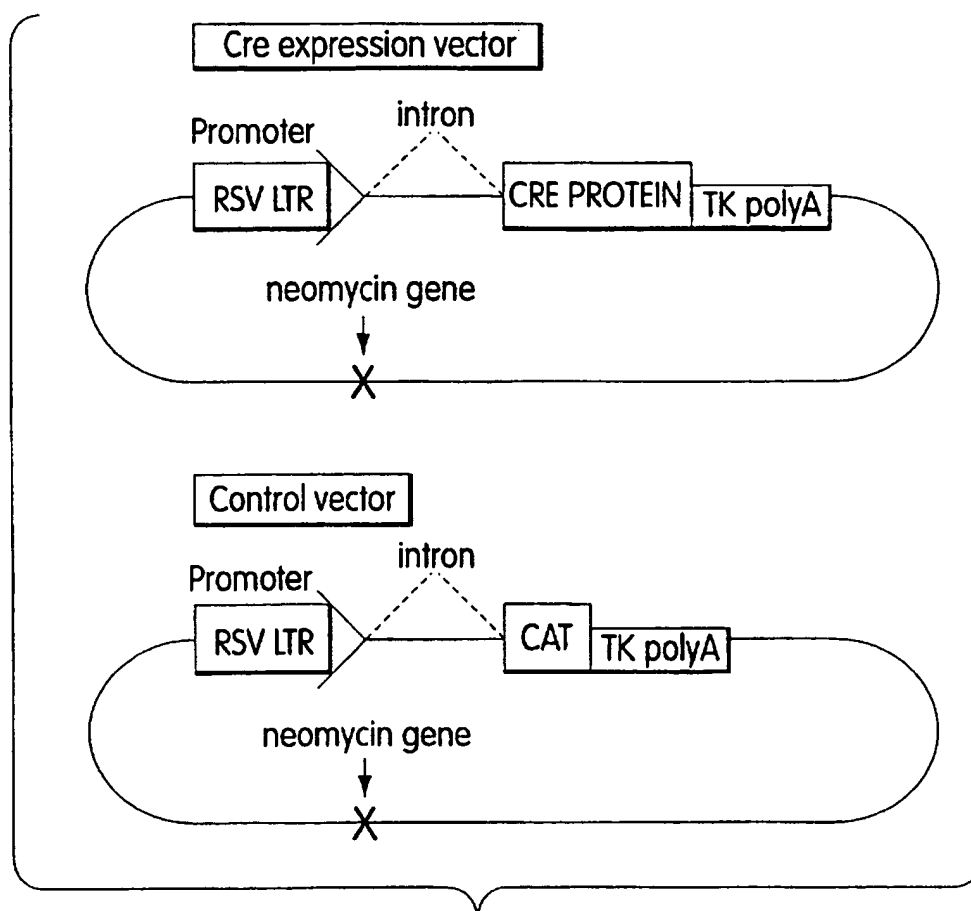 Cre expression vector
intron
Promoter
RSV LTR
CRE PROTEIN
TK polyA
neomycin gene
X
Control vector
intron
Promoter
RSV LTR
CAT
TK polyA
neomycin gene
X